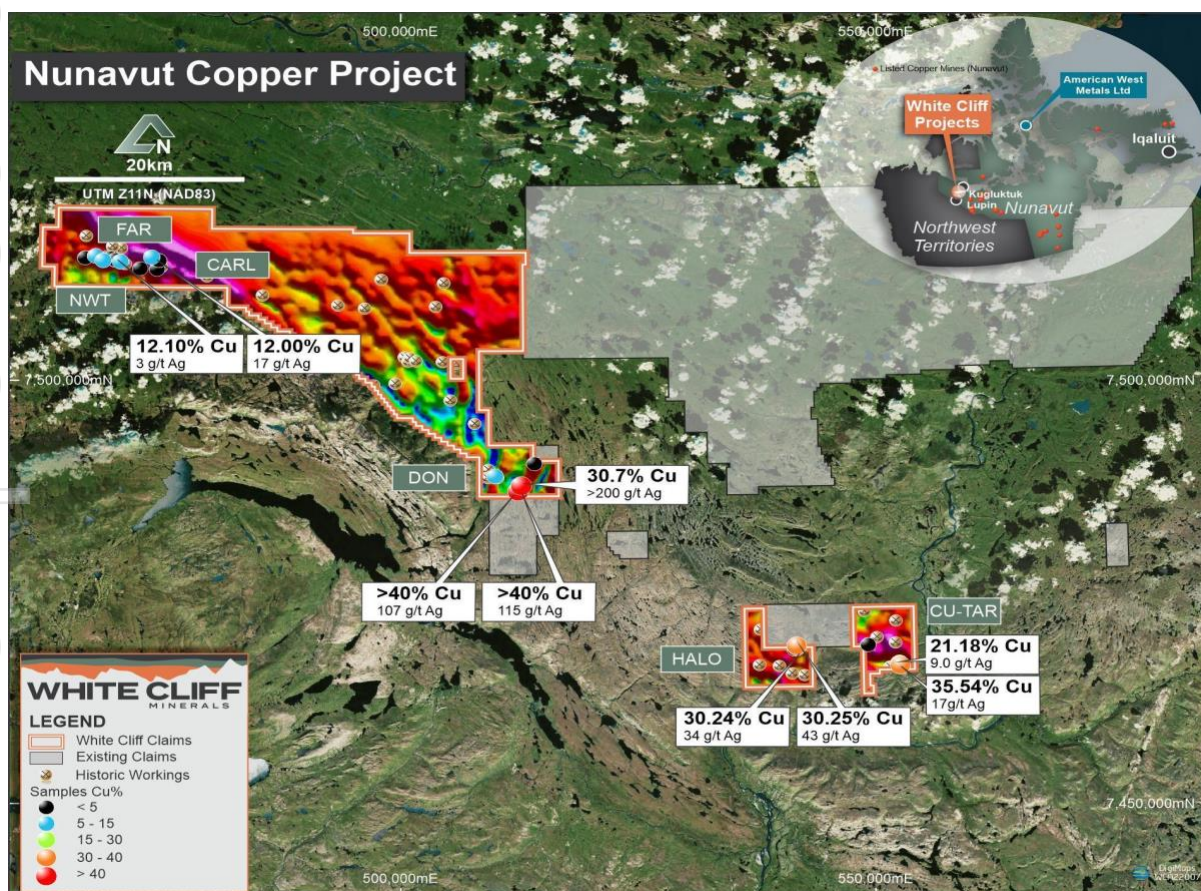 500,000mE
550,000mE
Nunavut Copper Project
N
20km
UTM Z11N (NAD83)
Listed Copper Mines (Nunavut)
American West
Metals Ltd
White Cliff
Projects
Iqaluit
Kugluktuk
Lupin
Nunavut
Northwest
Territories
FAR
CARL
NWT
12.10% Cu
3 g/t Ag
12.00% Cu
17 g/t Ag
7,500,000mN
7,500,000mN
DON
30.7% Cu
>200 g/t Ag
>40% Cu
107 g/t Ag
>40% Cu
115 g/t Ag
CU-TAR
HALO
21.18% Cu
9.0 g/t Ag
35.54% Cu
17g/t Ag
30.24% Cu
34 g/t Ag
30.25% Cu
43 g/t Ag
WHITE CLIFF
MINERALS
LEGEND
White Cliff Claims
Existing Claims
Historic Workings
Samples Cu%
< 5
5 - 15
15 - 30
30 - 40
> 40
7,450,000mN
500,000mE
550,000mE
DigiMaps